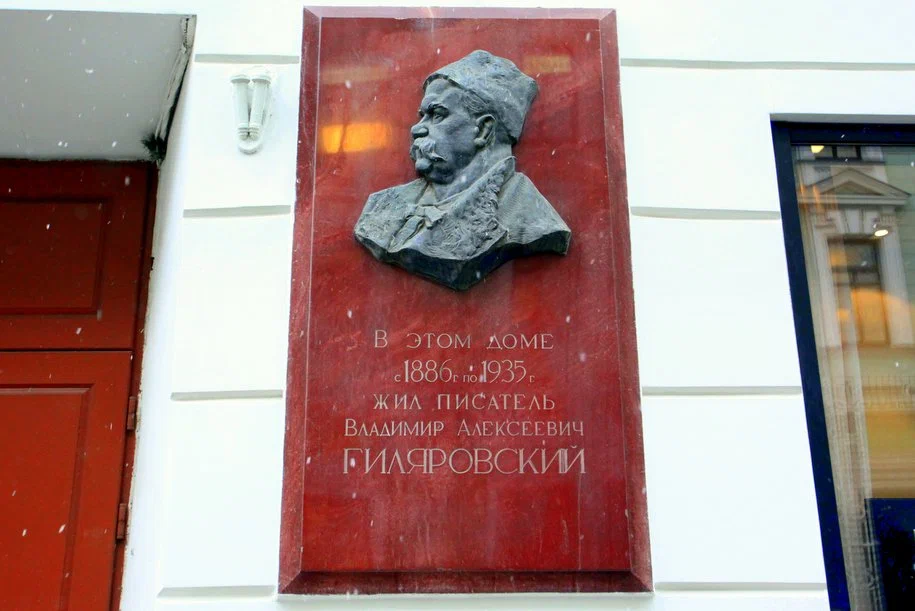 В ЭТОМ ДОМЕ
с 1886 г. по 1935 г
ЖИЛ ПИСАТЕЛЬ
Владимир Алексеевич
ГИЛЯРОВСКИЙ